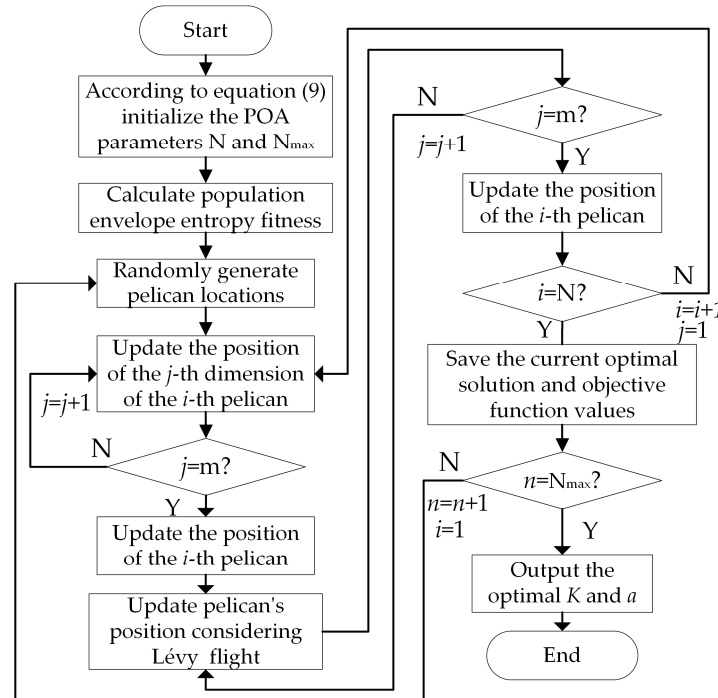 Start
According to equation (9)
initialize the POA
parameters N and Nmax
Calculate population
envelope entropy fitness
Randomly generate
pelican locations
Update the position
of the j-th dimension
of the i-th pelican
j=j+1
N
j=m?
Y
Update the position
of the i-th pelican
Update pelican's
position considering
Lévy flight
N
j=m?
j=j+1
Y
Update the position
of the i-th pelican
N
i=N?
i=i+1
j=1
Y
Save the current optimal
solution and objective
function values
N
n=Nmax?
n=n+1
i=1
Y
Output the
optimal K and a
End